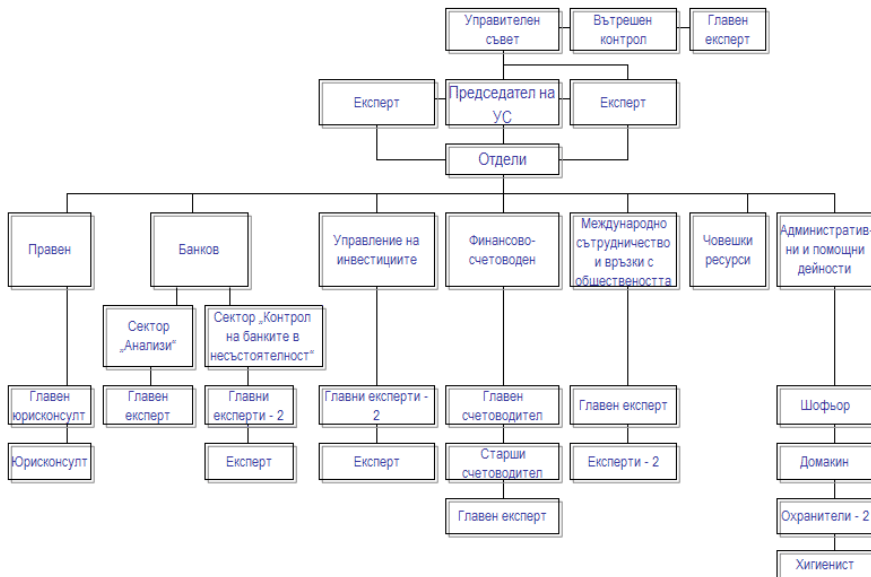 Управителен
съвет
Вътрешен
контрол
Главен
експерт
Експерт
Председател на
УС
Експерт
Отдели
Правен
Банков
Управление на
инвестициите
Финансово-
счетоводен
Международно
сътрудничество
и връзки с
обществеността
Човешки
ресурси
Административ-
ни и помощни
дейности
Сектор
„Анализи“
Сектор „Контрол
на банките в
несъстоятелност“
Главен
юрисконсулт
Главен
експерт
Главни
експерти - 2
Главни експерти -
2
Главен
счетоводител
Главен експерт
Шофьор
Юрисконсулт
Експерт
Експерт
Старши
счетоводител
Експерти - 2
Домакин
Главен експерт
Охранители - 2
Хигиенист